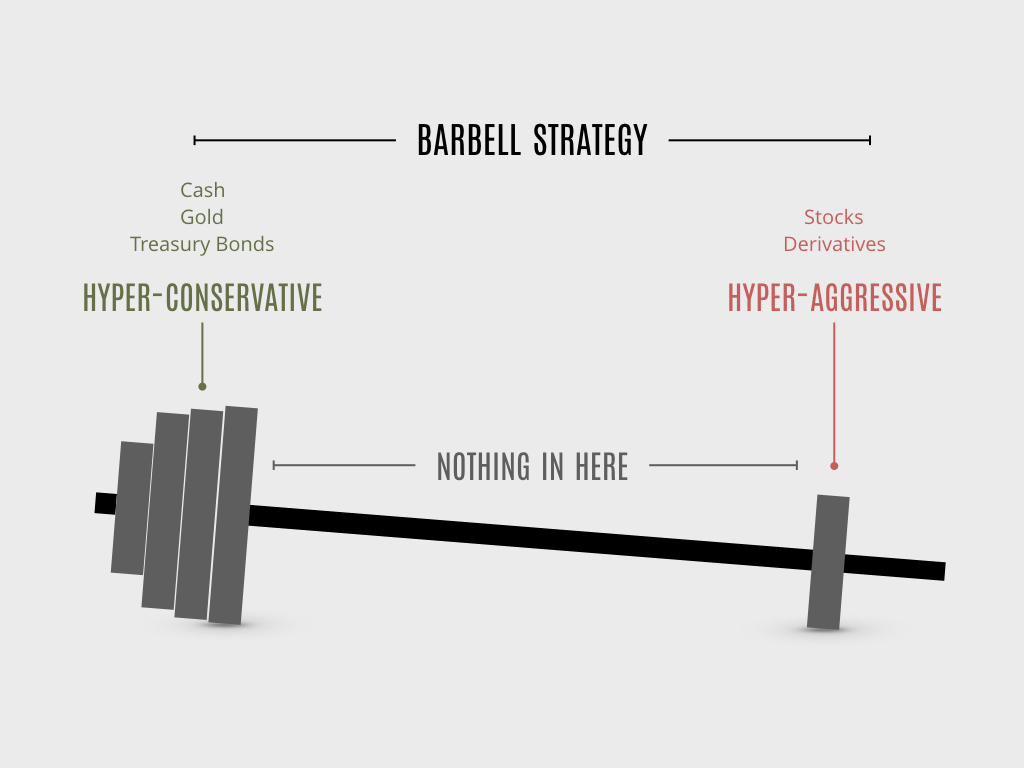 BARBELL STRATEGY
Cash
Gold
Treasury Bonds
HYPER-CONSERVATIVE
Stocks
Derivatives
HYPER-AGGRESSIVE
NOTHING IN HERE